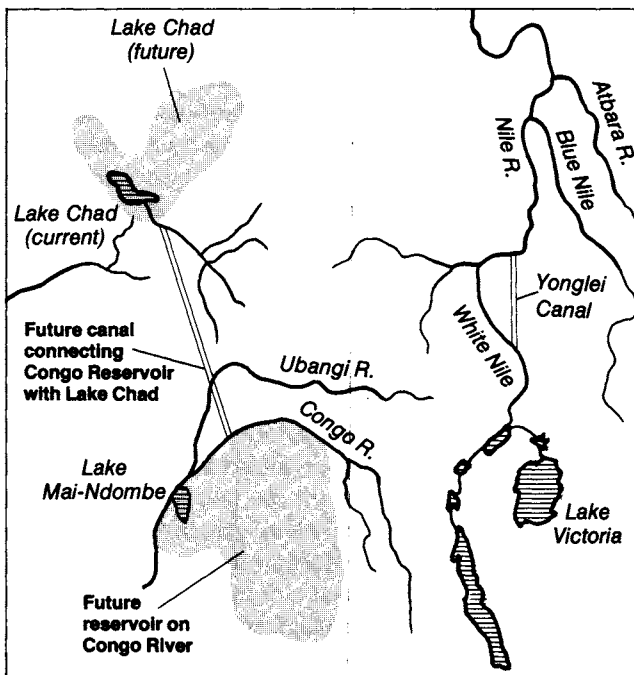 Lake Chad
(future)
Atbara R.
Nile R.
Blue Nile
Lake Chad
(current)
Yonglei
Canal
Future canal
connecting
Congo Reservoir
with Lake Chad
White Nile
Ubangi R.
Congo R.
Lake
Mai-Ndombe
Lake
Victoria
Future
reservoir on
Congo River